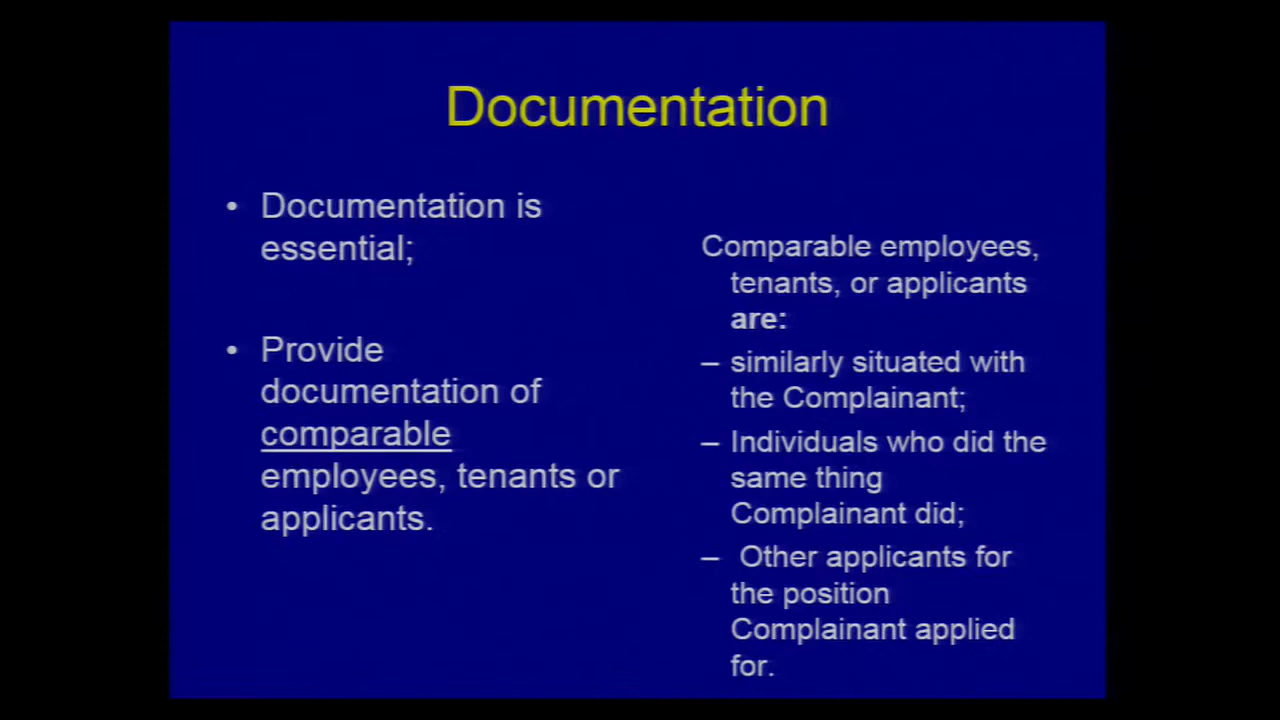 Documentation
• Documentation is
essential;
• Provide
documentation of
comparable
employees, tenants or
applicants.
Comparable employees,
tenants, or applicants
are:
– similarly situated with
the Complainant;
– Individuals who did the
same thing
Complainant did;
– Other applicants for
the position
Complainant applied
for.